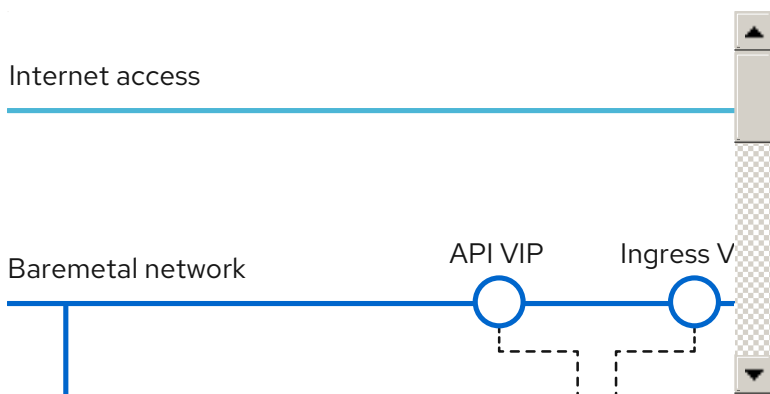 Internet access
API VIP
Ingress V
Baremetal network